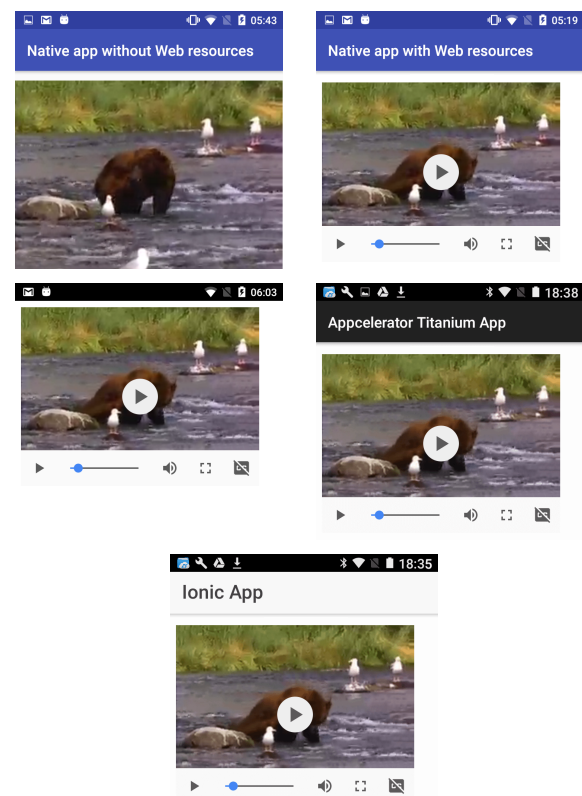 05:43
Native app without Web resources
05:19
Native app with Web resources
06:03
18:38
Appcelerator Titanium App
18:35
Ionic App